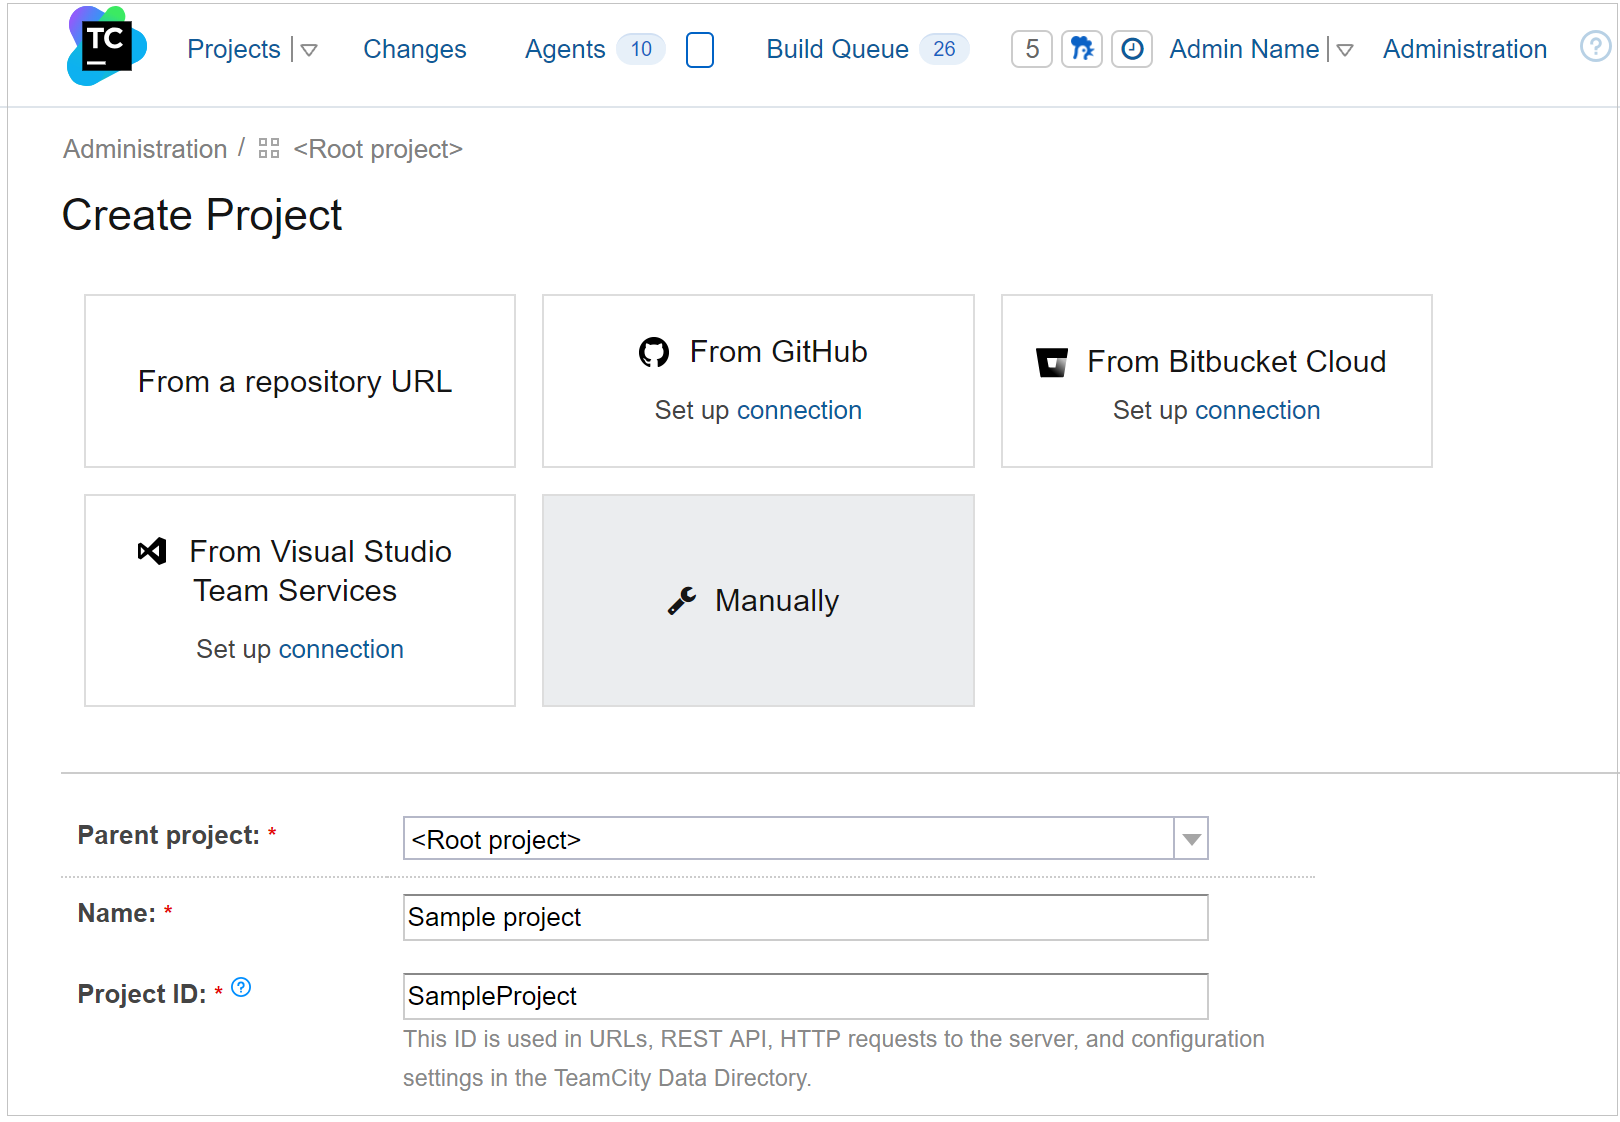 TC Projects Changes Agents 10 Build Queue 26 5 Admin Name Administration ?
Administration / <Root project>
Create Project
From a repository URL
From GitHub
Set up connection
From Bitbucket Cloud
Set up connection
From Visual Studio
Team Services
Set up connection
Manually
Parent project: * <Root project>
Name: * Sample project
Project ID: * ? SampleProject
This ID is used in URLs, REST API, HTTP requests to the server, and configuration
settings in the TeamCity Data Directory.